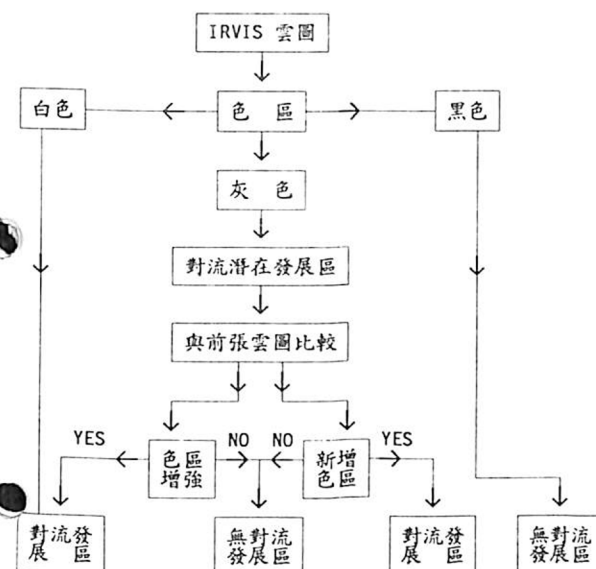 IRVIS 雲圖
白色
色 區
黑色
灰 色
對流潛在發展區
與前張雲圖比較
YES
NO
NO
YES
色區
增強
新增
色區
對流發
展 區
無對流
發展區
對流發
展 區
無對流
發展區